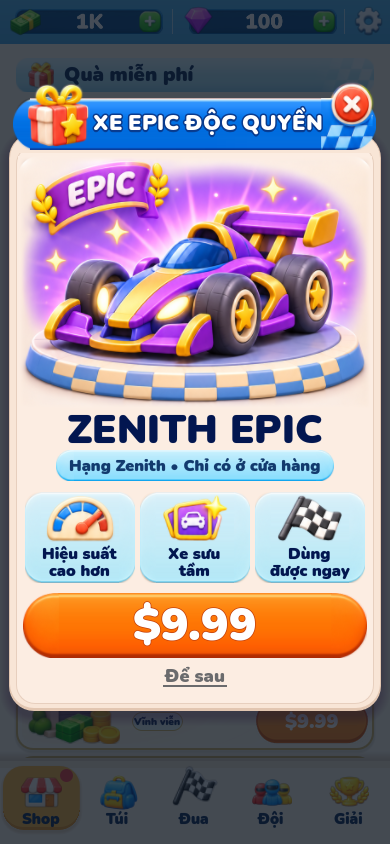 1K
100
Quà miễn phí
XE EPIC ĐỘC QUYỀN
EPIC
ZENITH EPIC
Hạng Zenith • Chỉ có ở cửa hàng
Hiệu suất
cao hơn
Xe sưu
tầm
Dùng
được ngay
$9.99
Để sau
Vĩnh viễn
$9.99
Shop
Túi
Đua
Đội
Giải